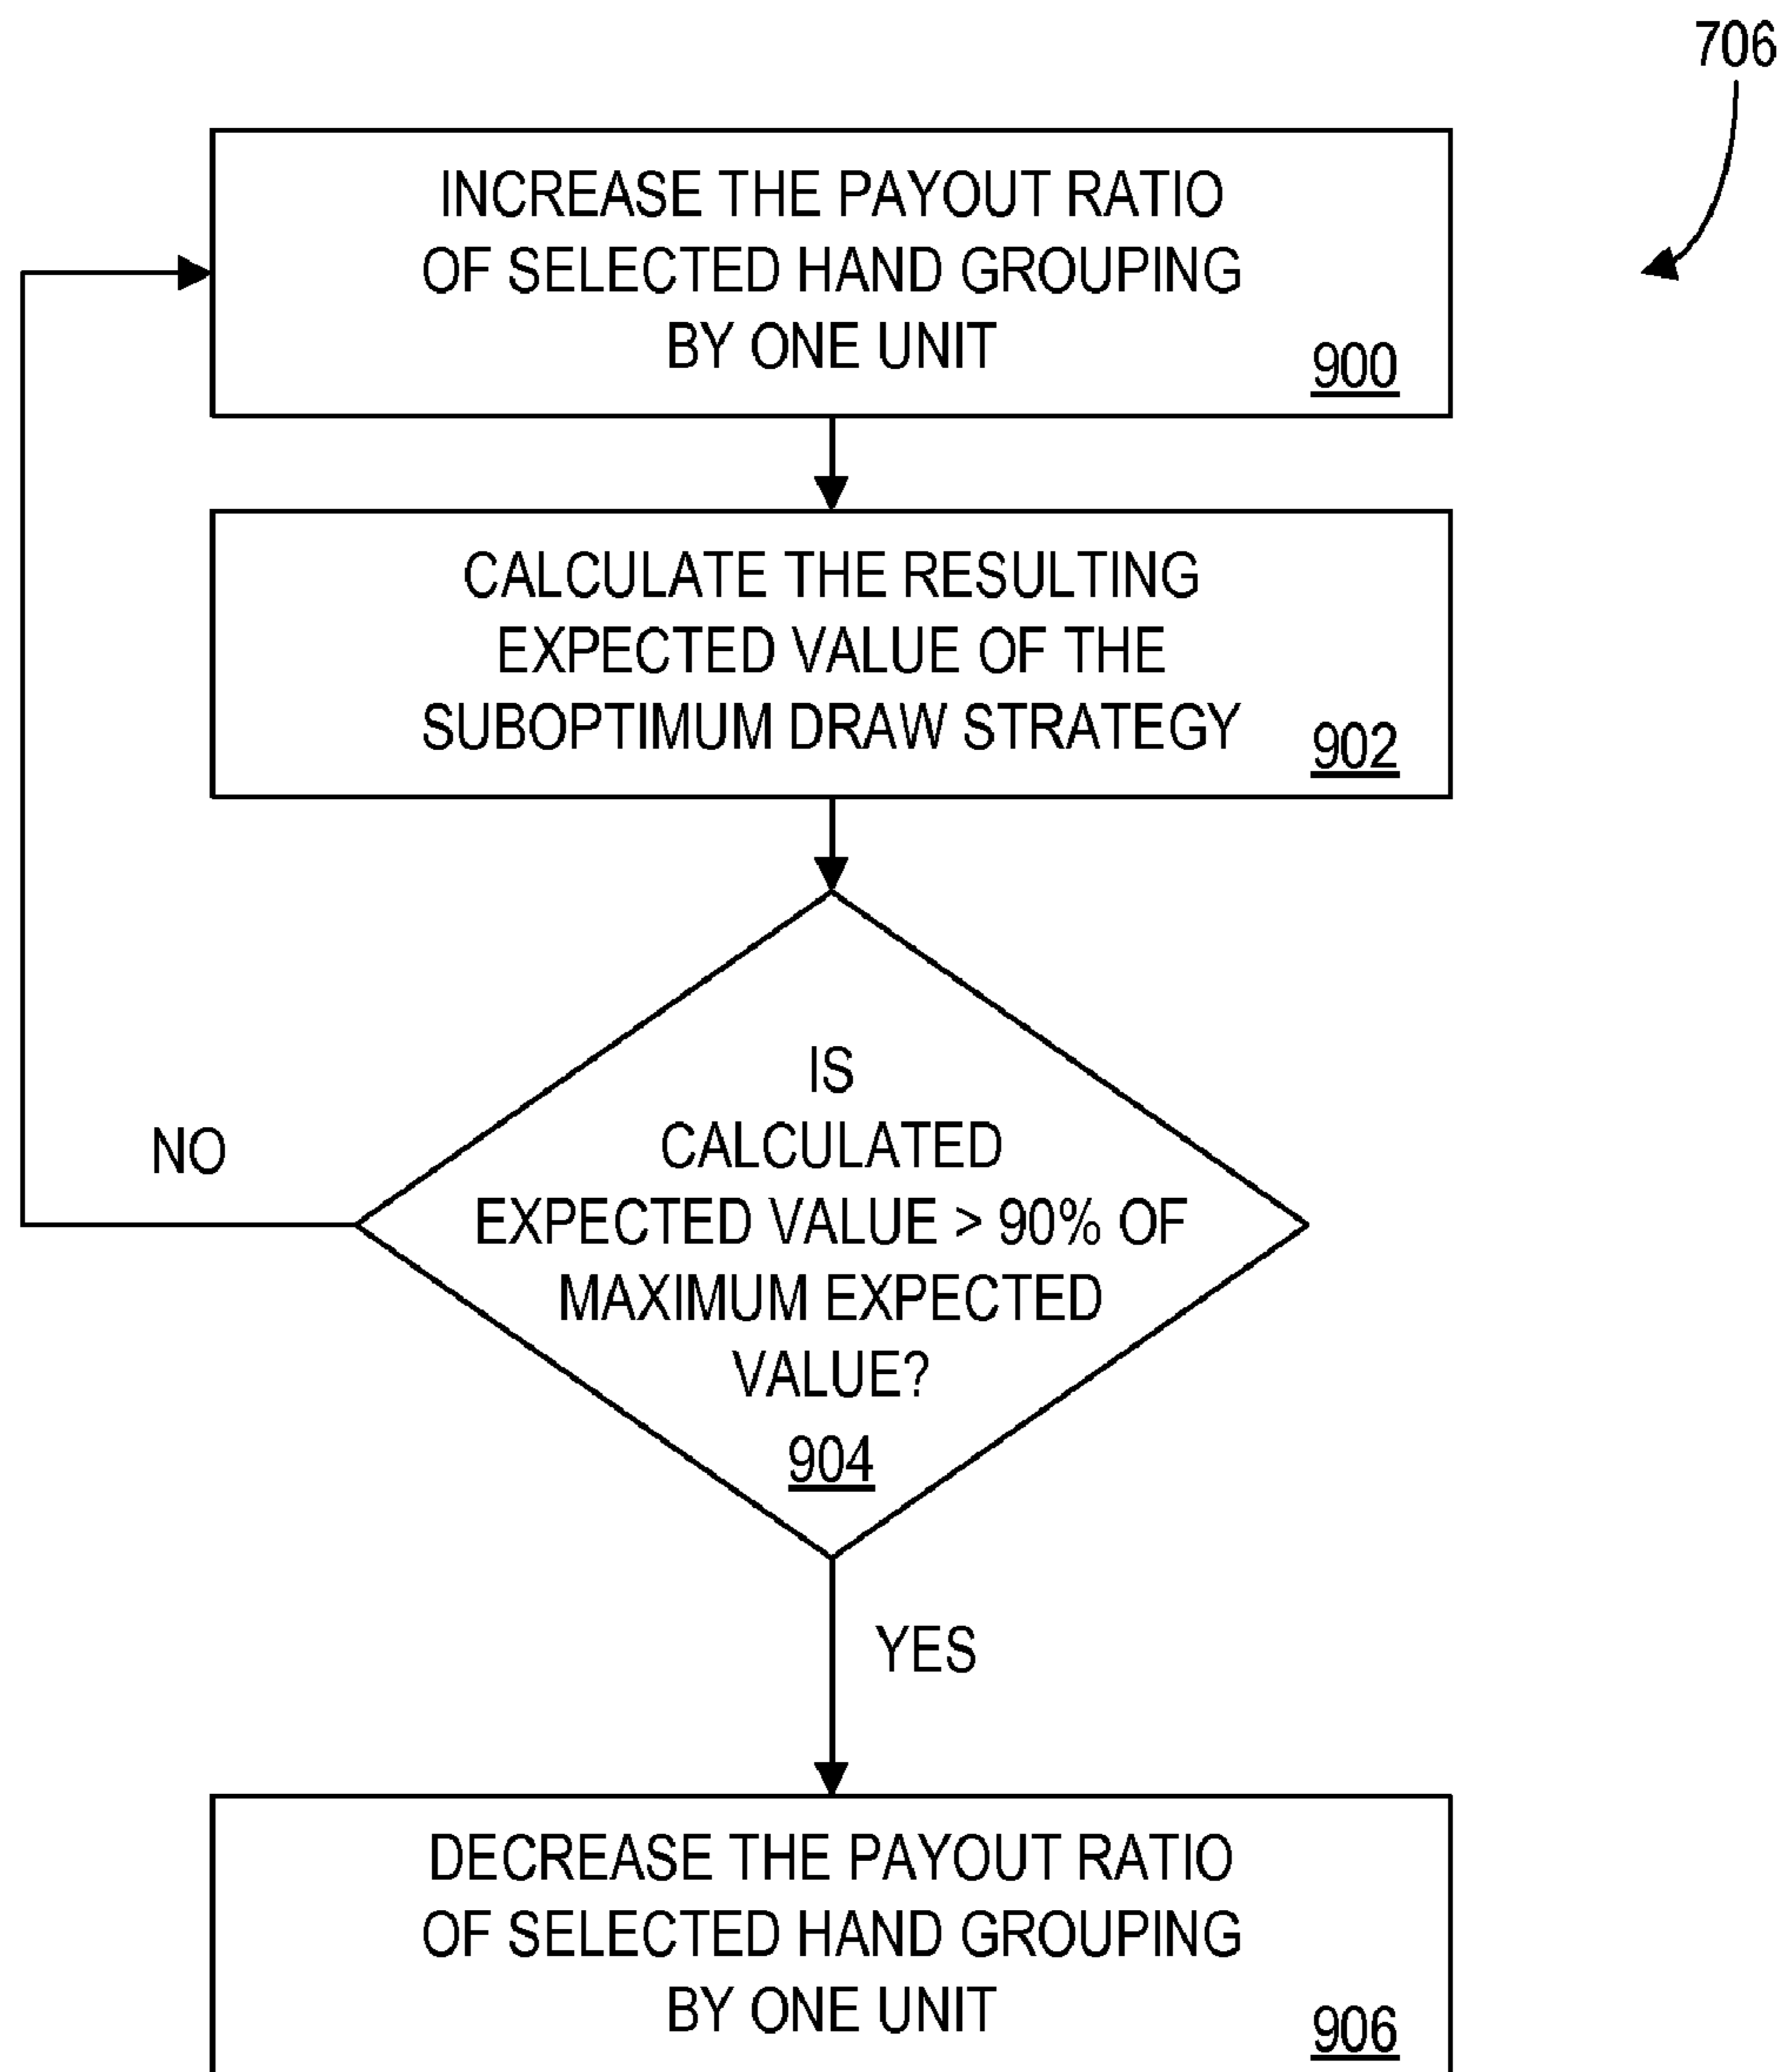 706
INCREASE THE PAYOUT RATIO
OF SELECTED HAND GROUPING
BY ONE UNIT
900
CALCULATE THE RESULTING
EXPECTED VALUE OF THE
SUBOPTIMUM DRAW STRATEGY
902
IS
CALCULATED
EXPECTED VALUE > 90% OF
MAXIMUM EXPECTED
VALUE?
904
NO
YES
DECREASE THE PAYOUT RATIO
OF SELECTED HAND GROUPING
BY ONE UNIT
906